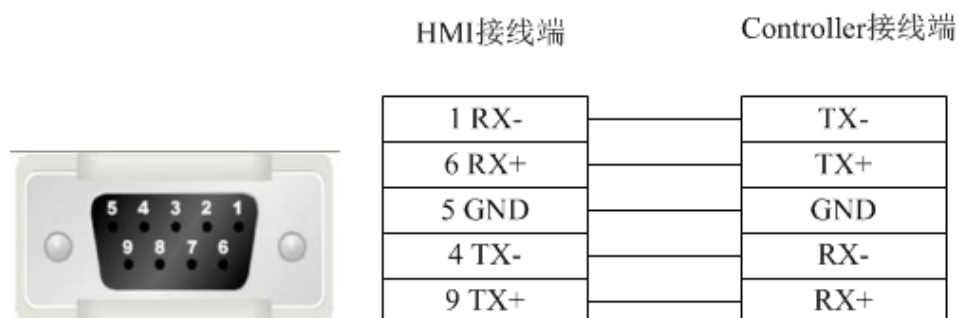 HMI接线端 Controller接线端
1 RX- TX-
6 RX+ TX+
5 GND GND
4 TX- RX-
9 TX+ RX+
5 4 3 2 1
9 8 7 6